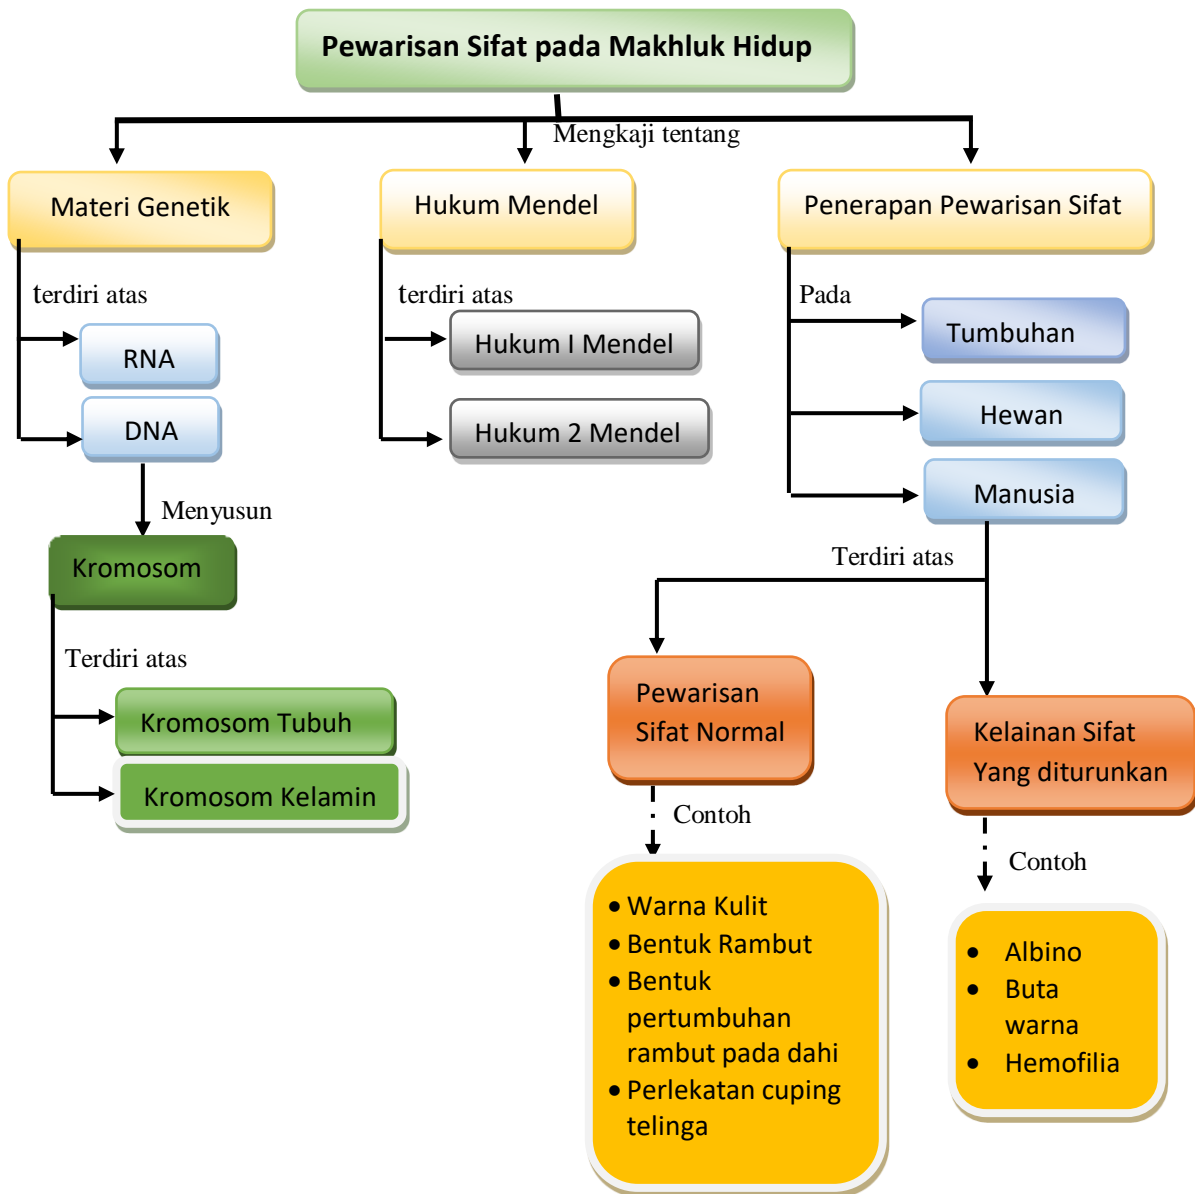 Pewarisan Sifat pada Makhluk Hidup
Mengkaji tentang
Materi Genetik
Hukum Mendel
Penerapan Pewarisan Sifat
terdiri atas
terdiri atas
Pada
RNA
DNA
Hukum I Mendel
Hukum 2 Mendel
Tumbuhan
Hewan
Manusia
Menyusun
Kromosom
Terdiri atas
Terdiri atas
Kromosom Tubuh
Kromosom Kelamin
Pewarisan
Sifat Normal
Kelainan Sifat
Yang diturunkan
Contoh
Contoh
• Warna Kulit
• Bentuk Rambut
• Bentuk
pertumbuhan
rambut pada dahi
• Perlekatan cuping
telinga
• Albino
• Buta
warna
• Hemofilia